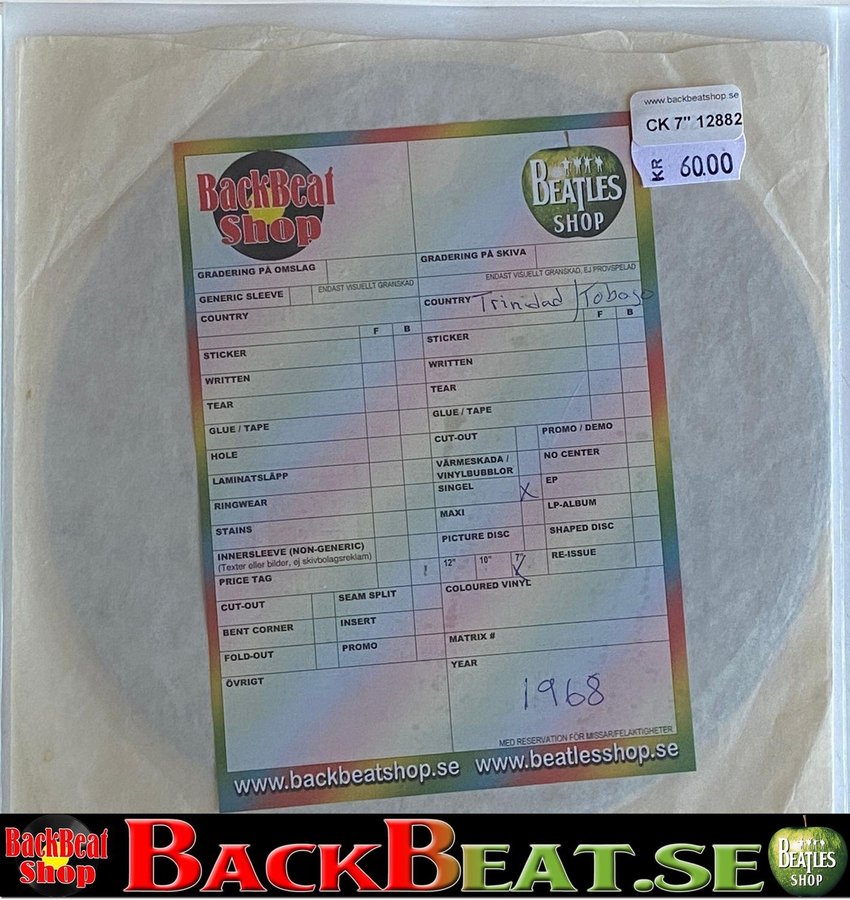 www.backbeatshop.se
CK 7" 12882
KR 60.00
BackBeat
Shop
BEATLES
SHOP
GRADERING PÅ OMSLAG
ENDAST VISUELLT GRANSKAD
GENERIC SLEEVE
COUNTRY
F B
STICKER
WRITTEN
TEAR
GLUE / TAPE
HOLE
LAMINATSLÄPP
RINGWEAR
STAINS
INNERSLEEVE (NON-GENERIC)
(Texter eller bilder, ej skivbolagsreklam)
PRICE TAG
CUT-OUT SEAM SPLIT
BENT CORNER INSERT
FOLD-OUT PROMO
ÖVRIGT
GRADERING PÅ SKIVA
ENDAST VISUELLT GRANSKAD, EJ PROVSPELAD
COUNTRY Trinidad/Tobago
F B
STICKER
WRITTEN
TEAR
GLUE / TAPE
CUT-OUT PROMO / DEMO
VÄRMESKADA / NO CENTER
VINYLBUBBLOR
SINGEL X EP
MAXI LP-ALBUM
PICTURE DISC SHAPED DISC
12" 10" 7" X RE-ISSUE
COLOURED VINYL
MATRIX #
YEAR
1968
MED RESERVATION FÖR MISSAR/FELAKTIGHETER
www.backbeatshop.se www.beatlesshop.se
BackBeat
Shop
BACKBEAT.SE
BEATLES
SHOP